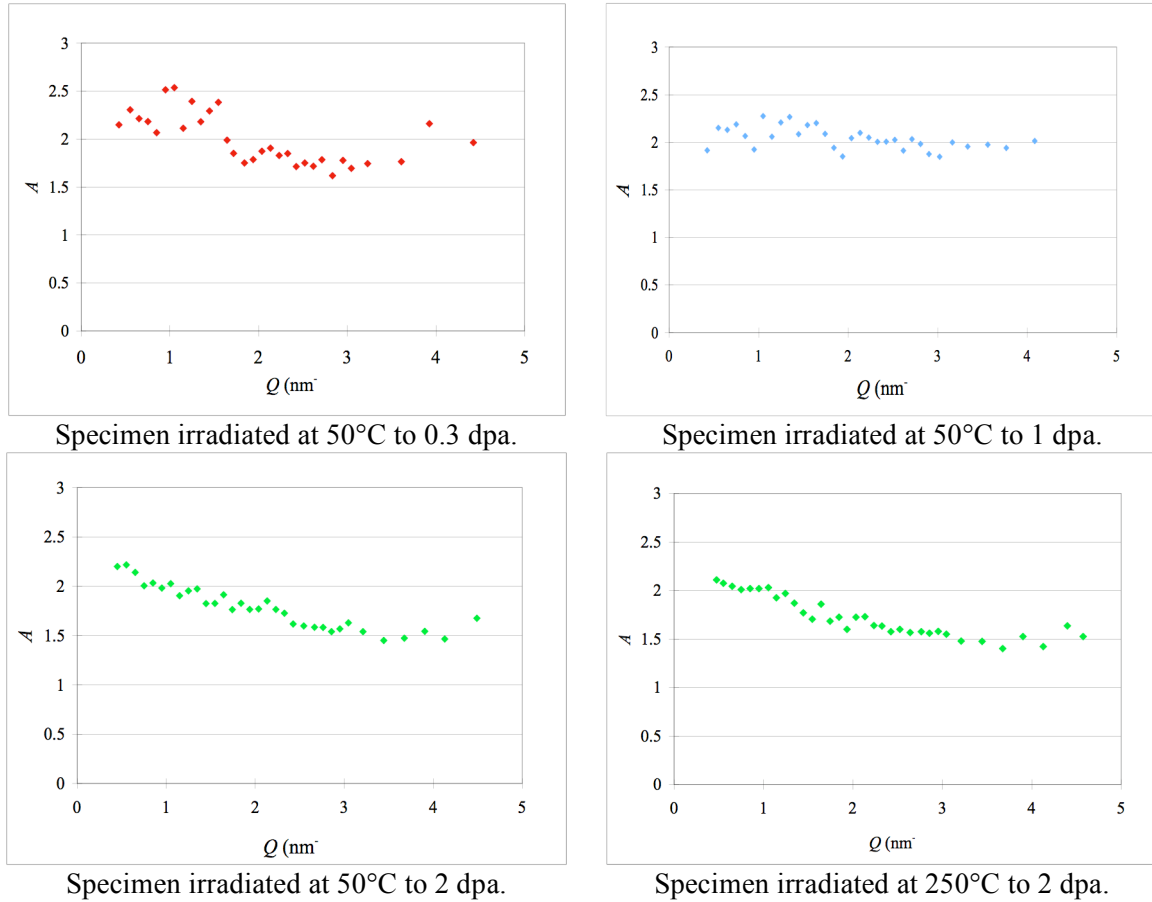 3
2.5
2
1.5
1
0.5
0
A
0 1 2 3 4 5
Q (nm-
Specimen irradiated at 50°C to 0.3 dpa.
3
2.5
2
1.5
1
0.5
0
A
0 1 2 3 4 5
Q (nm-
Specimen irradiated at 50°C to 1 dpa.
3
2.5
2
1.5
1
0.5
0
A
0 1 2 3 4 5
Q (nm-
Specimen irradiated at 50°C to 2 dpa.
3
2.5
2
1.5
1
0.5
0
A
0 1 2 3 4 5
Q (nm-
Specimen irradiated at 250°C to 2 dpa.